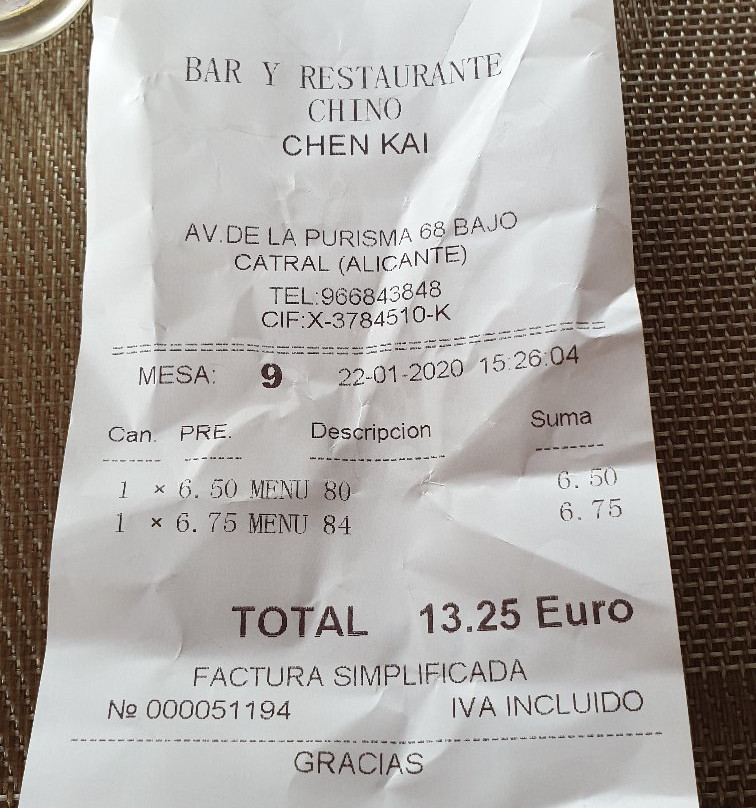 BAR Y RESTAURANTE
CHINO
CHEN KAI
AV.DE LA PURISMA 68 BAJO
CATRAL (ALICANTE)
TEL:966843848
CIF:X-3784510-K
MESA: 9 22-01-2020 15:26:04
Can. PRE. Descripcion Suma
1 × 6.50 MENU 80 6.50
1 × 6.75 MENU 84 6.75
TOTAL 13.25 Euro
FACTURA SIMPLIFICADA
Nº 000051194 IVA INCLUIDO
GRACIAS